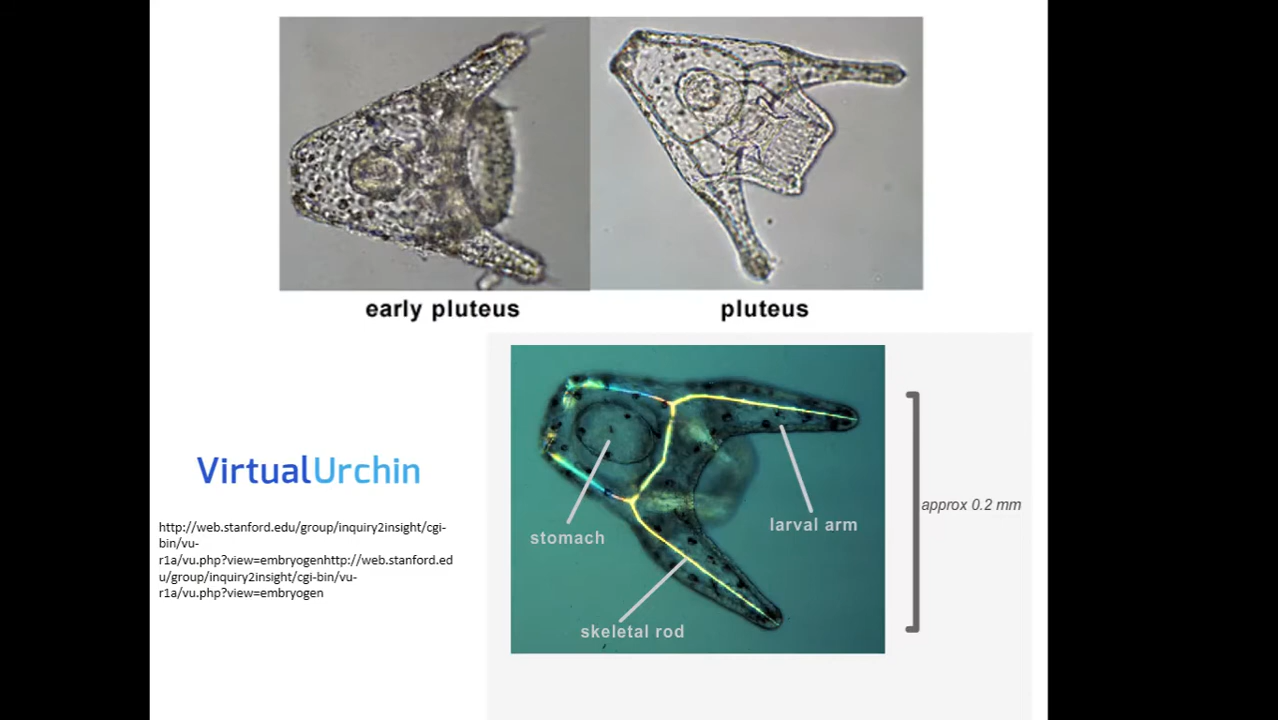 early pluteus
pluteus
VirtualUrchin
http://web.stanford.edu/group/inquiry2insight/cgi-
bin/vu-
r1a/vu.php?view=embryogenhttp://web.stanford.ed
u/group/inquiry2insight/cgi-bin/vu-
r1a/vu.php?view=embryogen
stomach
larval arm
skeletal rod
approx 0.2 mm